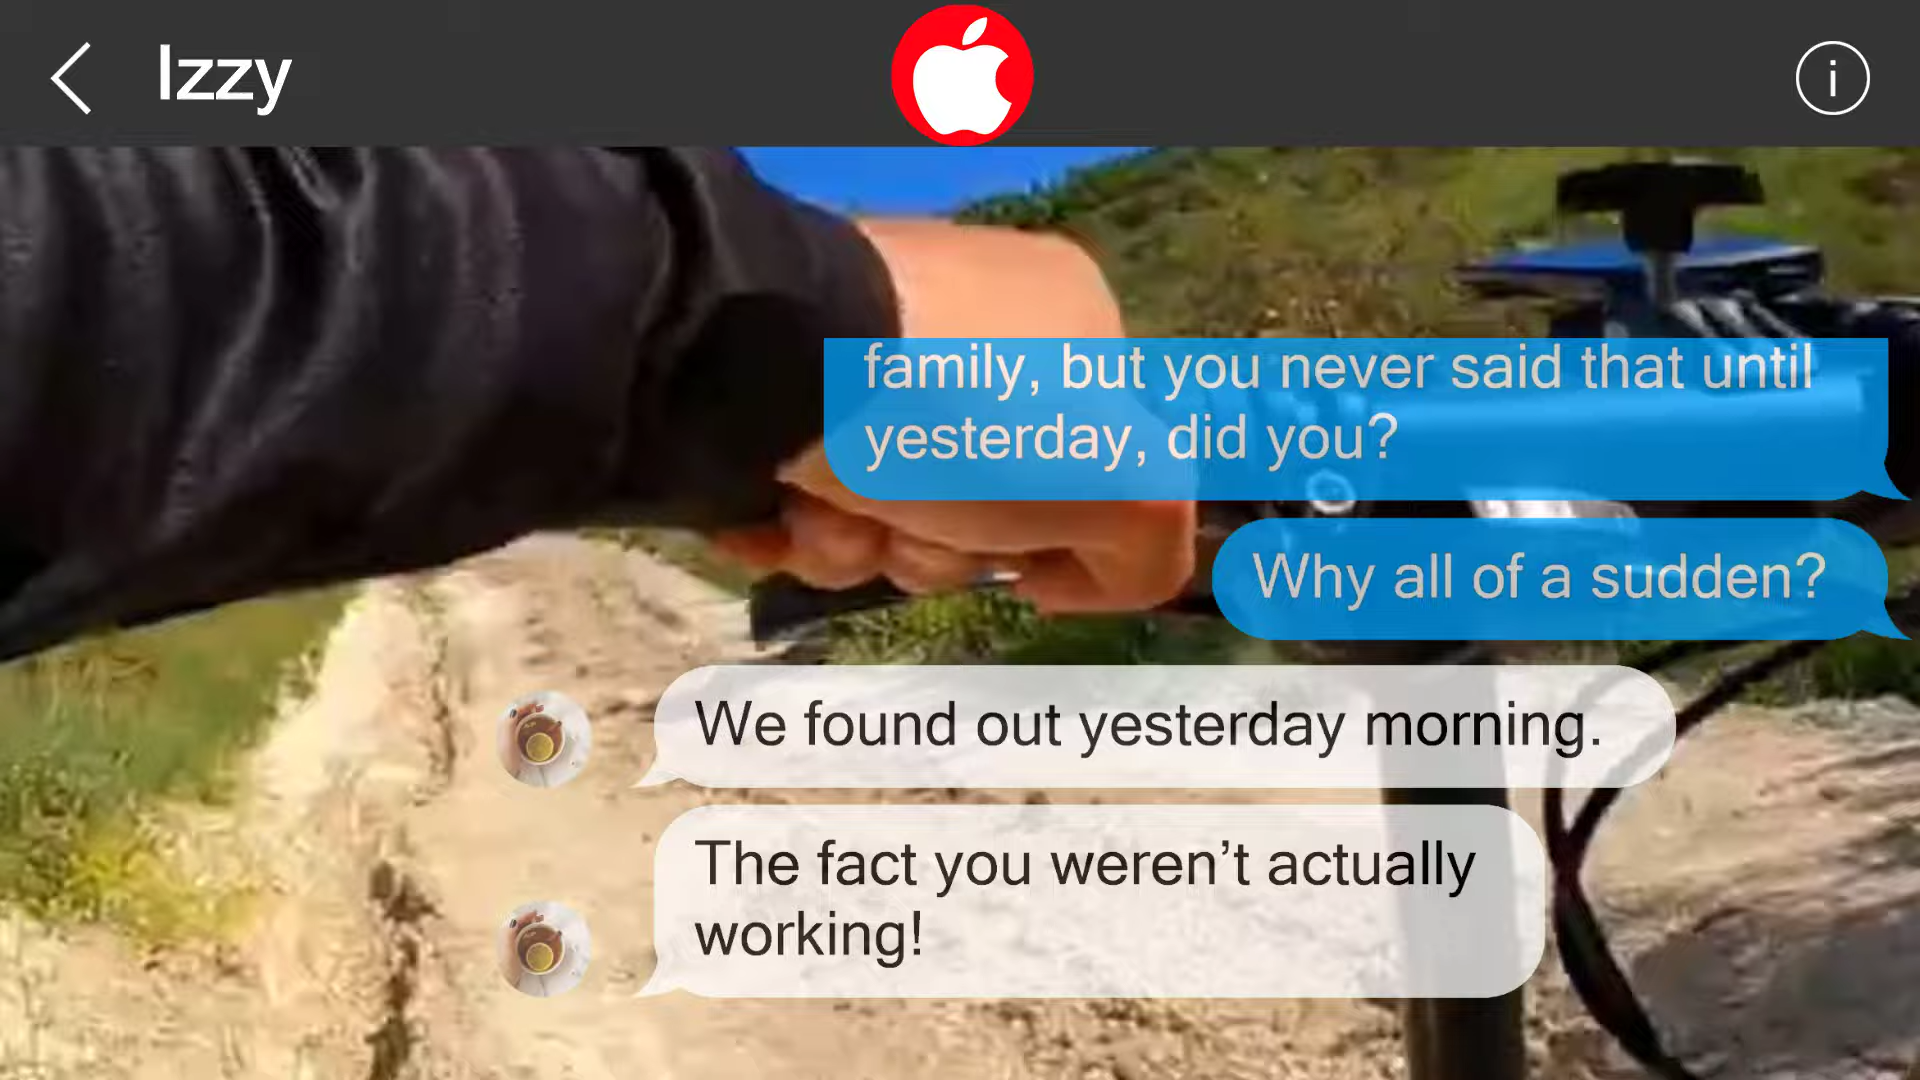 Izzy
i
family, but you never said that until
yesterday, did you?
Why all of a sudden?
We found out yesterday morning.
The fact you weren’t actually
working!